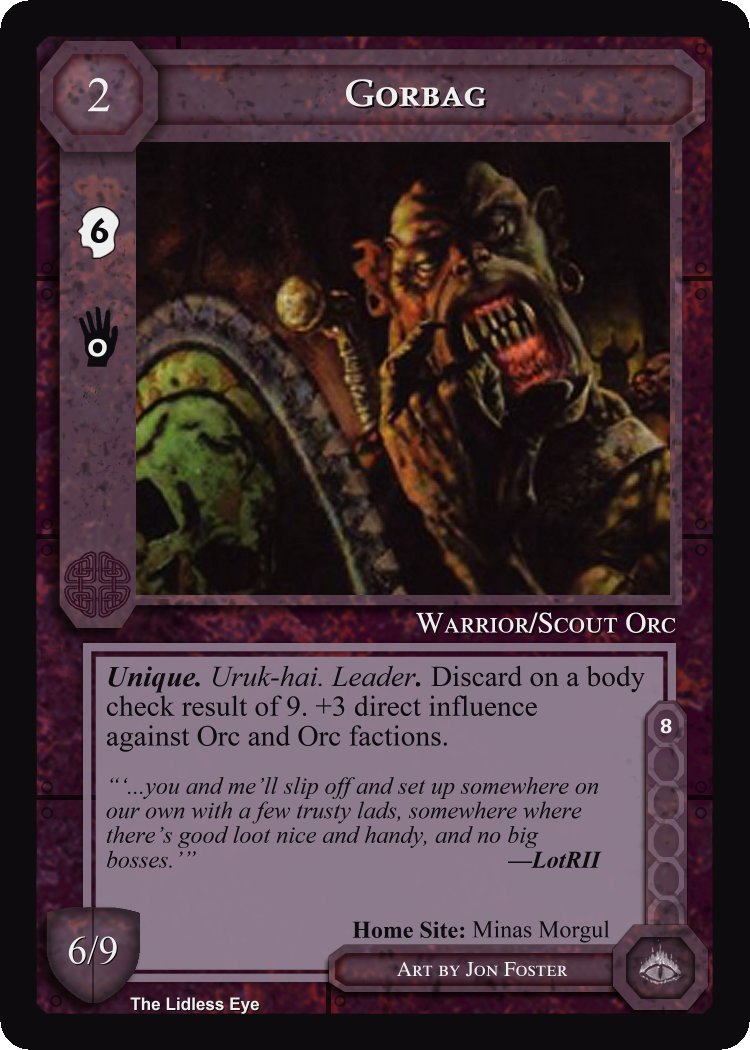 2
Gorbag
6
0
Warrior/Scout Orc
Unique. Uruk-hai. Leader. Discard on a body
check result of 9. +3 direct influence
against Orc and Orc factions.
8
“‘...you and me’ll slip off and set up somewhere on
our own with a few trusty lads, somewhere where
there’s good loot nice and handy, and no big
bosses.’” —LotRII
Home Site: Minas Morgul
6/9
Art by Jon Foster
The Lidless Eye